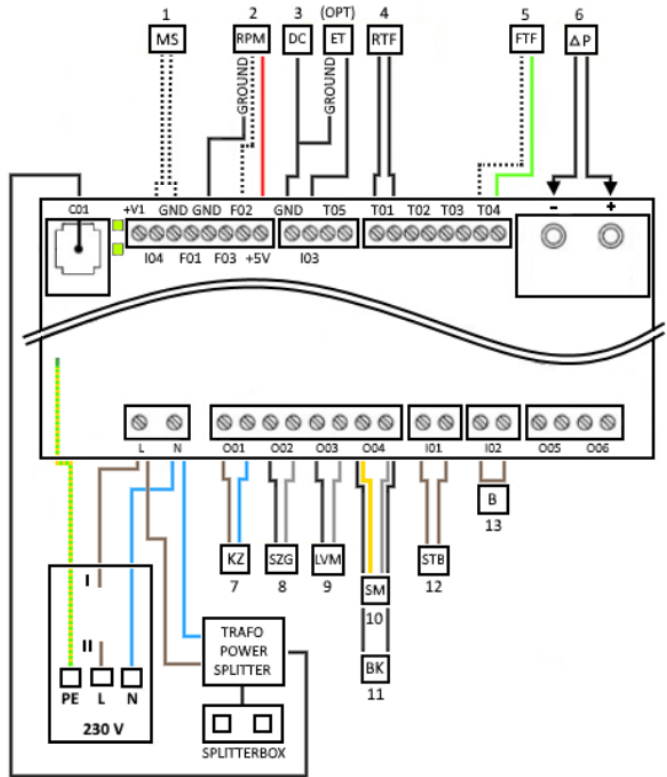 1 2 3 (OPT) 4 5 6
MS RPM DC ET RTF FTF ΔP
GROUND GROUND
C01 +V1 GND GND F02 GND T05 T01 T02 T03 T04 - +
I04 F01 F03 +5V I03
L N O01 O02 O03 O04 I01 I02 O05 O06
B
13
KZ SZG LVM STB
7 8 9 12
I
SM
10
II
TRAFO
POWER
SPLITTER
BK
11
PE L N
230 V
SPLITTERBOX